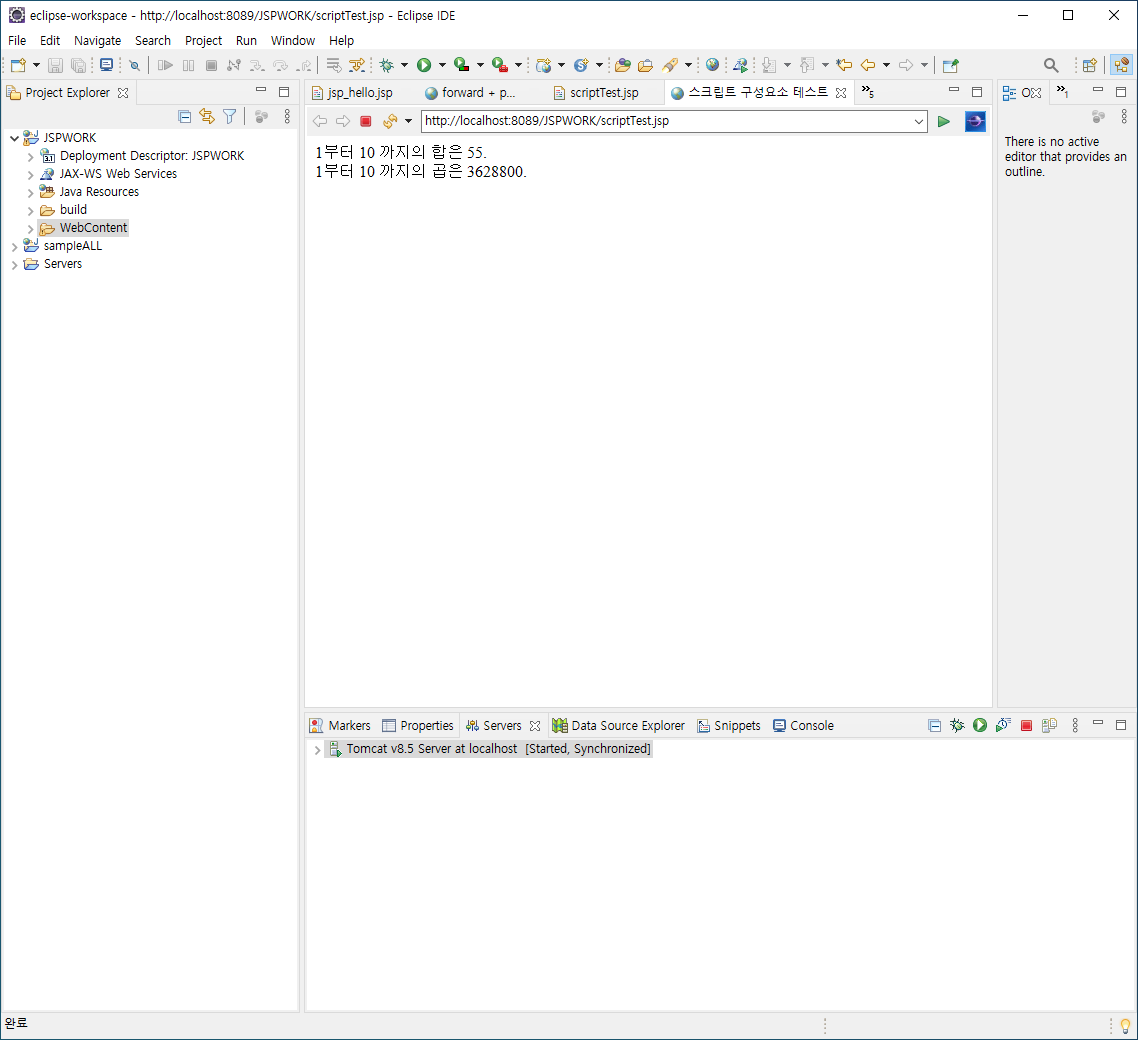 eclipse-workspace - http://localhost:8089/JSPWORK/scriptTest.jsp - Eclipse IDE
File Edit Navigate Search Project Run Window Help
Project Explorer
JSPWORK
3.1 Deployment Descriptor: JSPWORK
JAX-WS Web Services
Java Resources
build
WebContent
sampleALL
Servers
jsp_hello.jsp forward + p... scriptTest.jsp 스크립트 구성요소 테스트 »5
http://localhost:8089/JSPWORK/scriptTest.jsp
1부터 10 까지의 합은 55.
1부터 10 까지의 곱은 3628800.
O »1
There is no active
editor that provides an
outline.
Markers Properties Servers Data Source Explorer Snippets Console
Tomcat v8.5 Server at localhost [Started, Synchronized]
완료